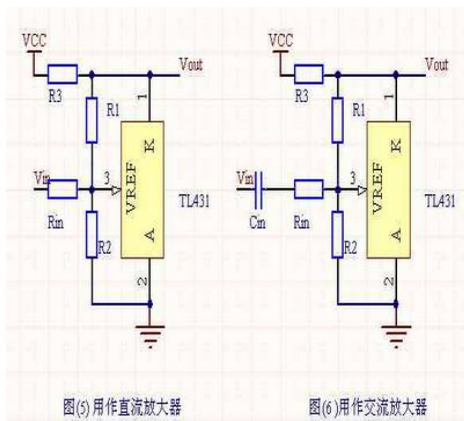 VCC
Vout
R3
R1
1
K
Vin
3
VREF
TL431
Rin
R2
A
2
图(5)用作直流放大器
VCC
Vout
R3
R1
1
K
Vin
3
VREF
TL431
Cin
Rin
R2
A
2
图(6)用作交流放大器